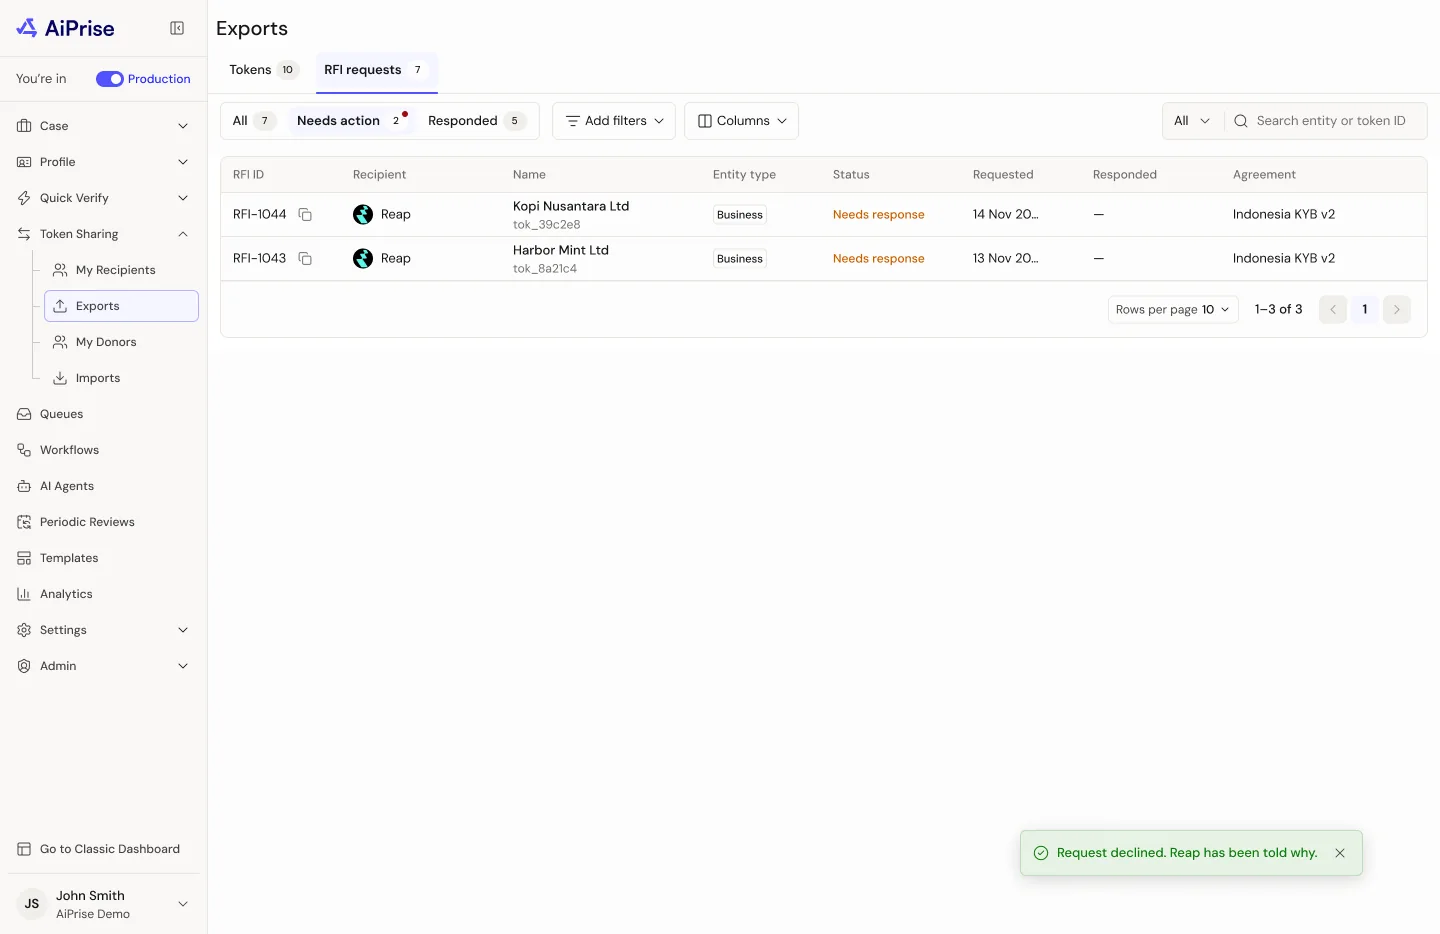 AiPrise
You're in
Production
Case
Profile
Quick Verify
Token Sharing
My Recipients
Exports
My Donors
Imports
Queues
Workflows
AI Agents
Periodic Reviews
Templates
Analytics
Settings
Admin
Go to Classic Dashboard
JS
John Smith
AiPrise Demo
Exports
Tokens 10
RFI requests 7
All 7
Needs action 2
Responded 5
Add filters
Columns
All
Search entity or token ID
RFI ID Recipient Name Entity type Status Requested Responded Agreement
RFI-1044 Reap Kopi Nusantara Ltd Business Needs response 14 Nov 20... — Indonesia KYB v2
tok_39c2e8
RFI-1043 Reap Harbor Mint Ltd Business Needs response 13 Nov 20... — Indonesia KYB v2
tok_8a21c4
Rows per page 10
1–3 of 3
1
Request declined. Reap has been told why.